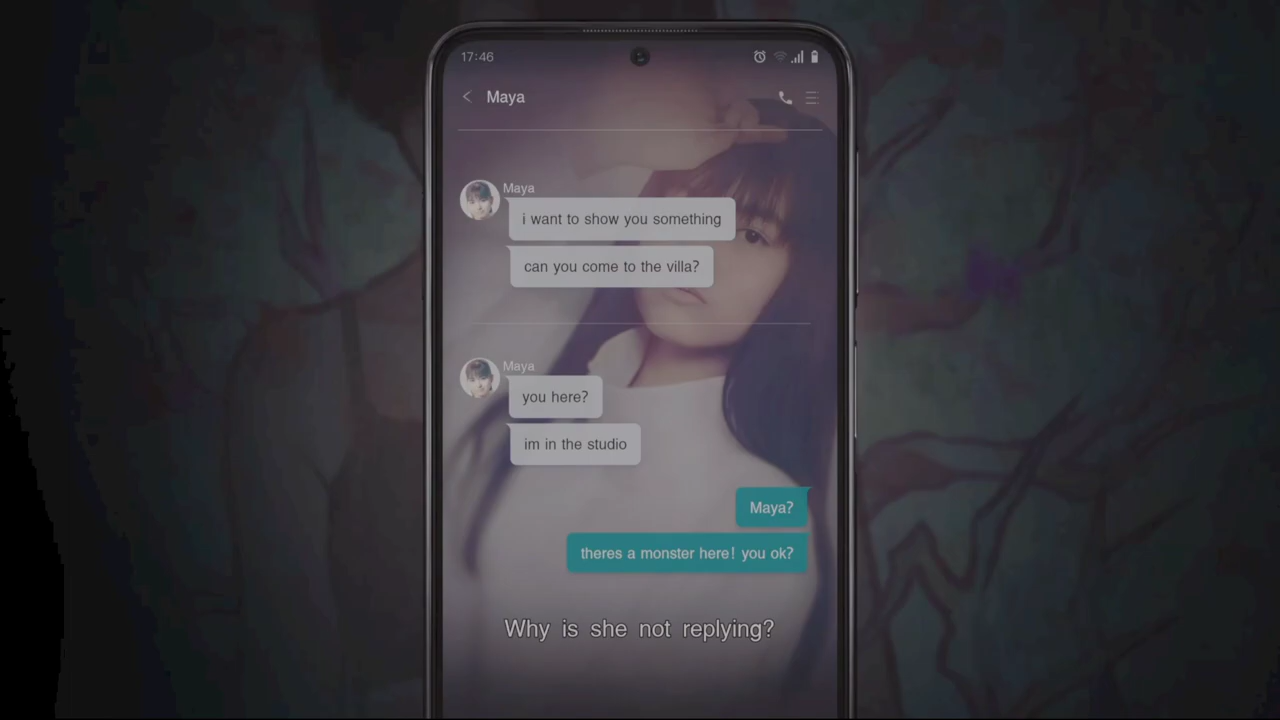 17:46
Maya
Maya
i want to show you something
can you come to the villa?
Maya
you here?
im in the studio
Maya?
theres a monster here! you ok?
Why is she not replying?